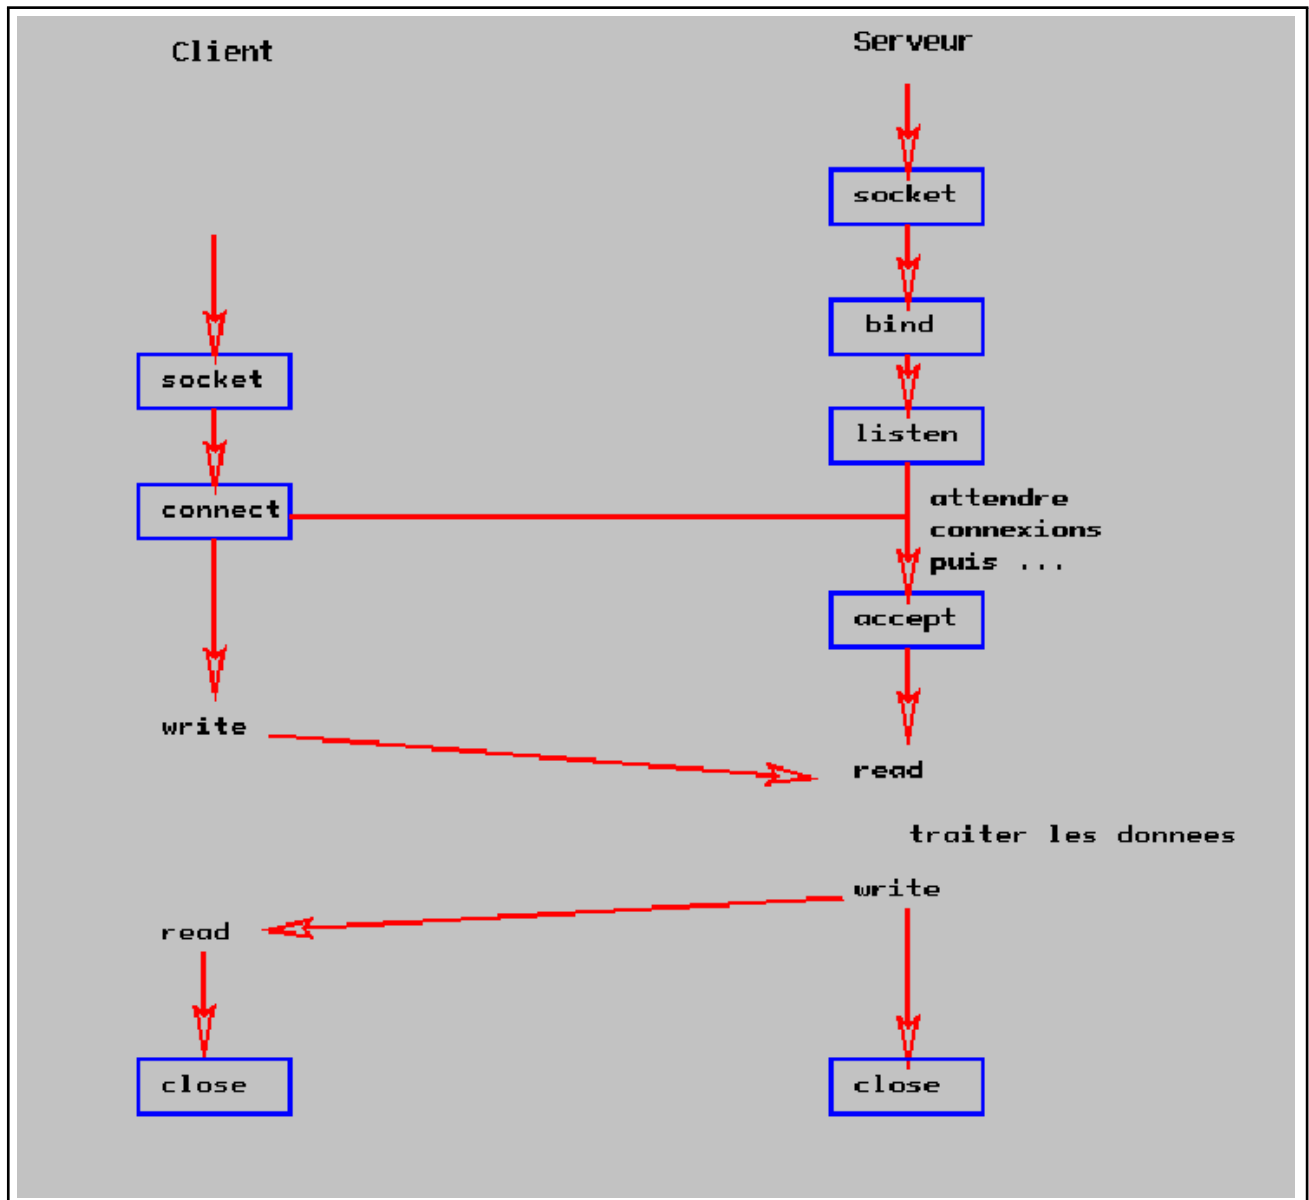 Client
Serveur
socket
bind
socket
listen
connect
attendre
connexions
puis ...
accept
write
read
traiter les donnees
write
read
close
close